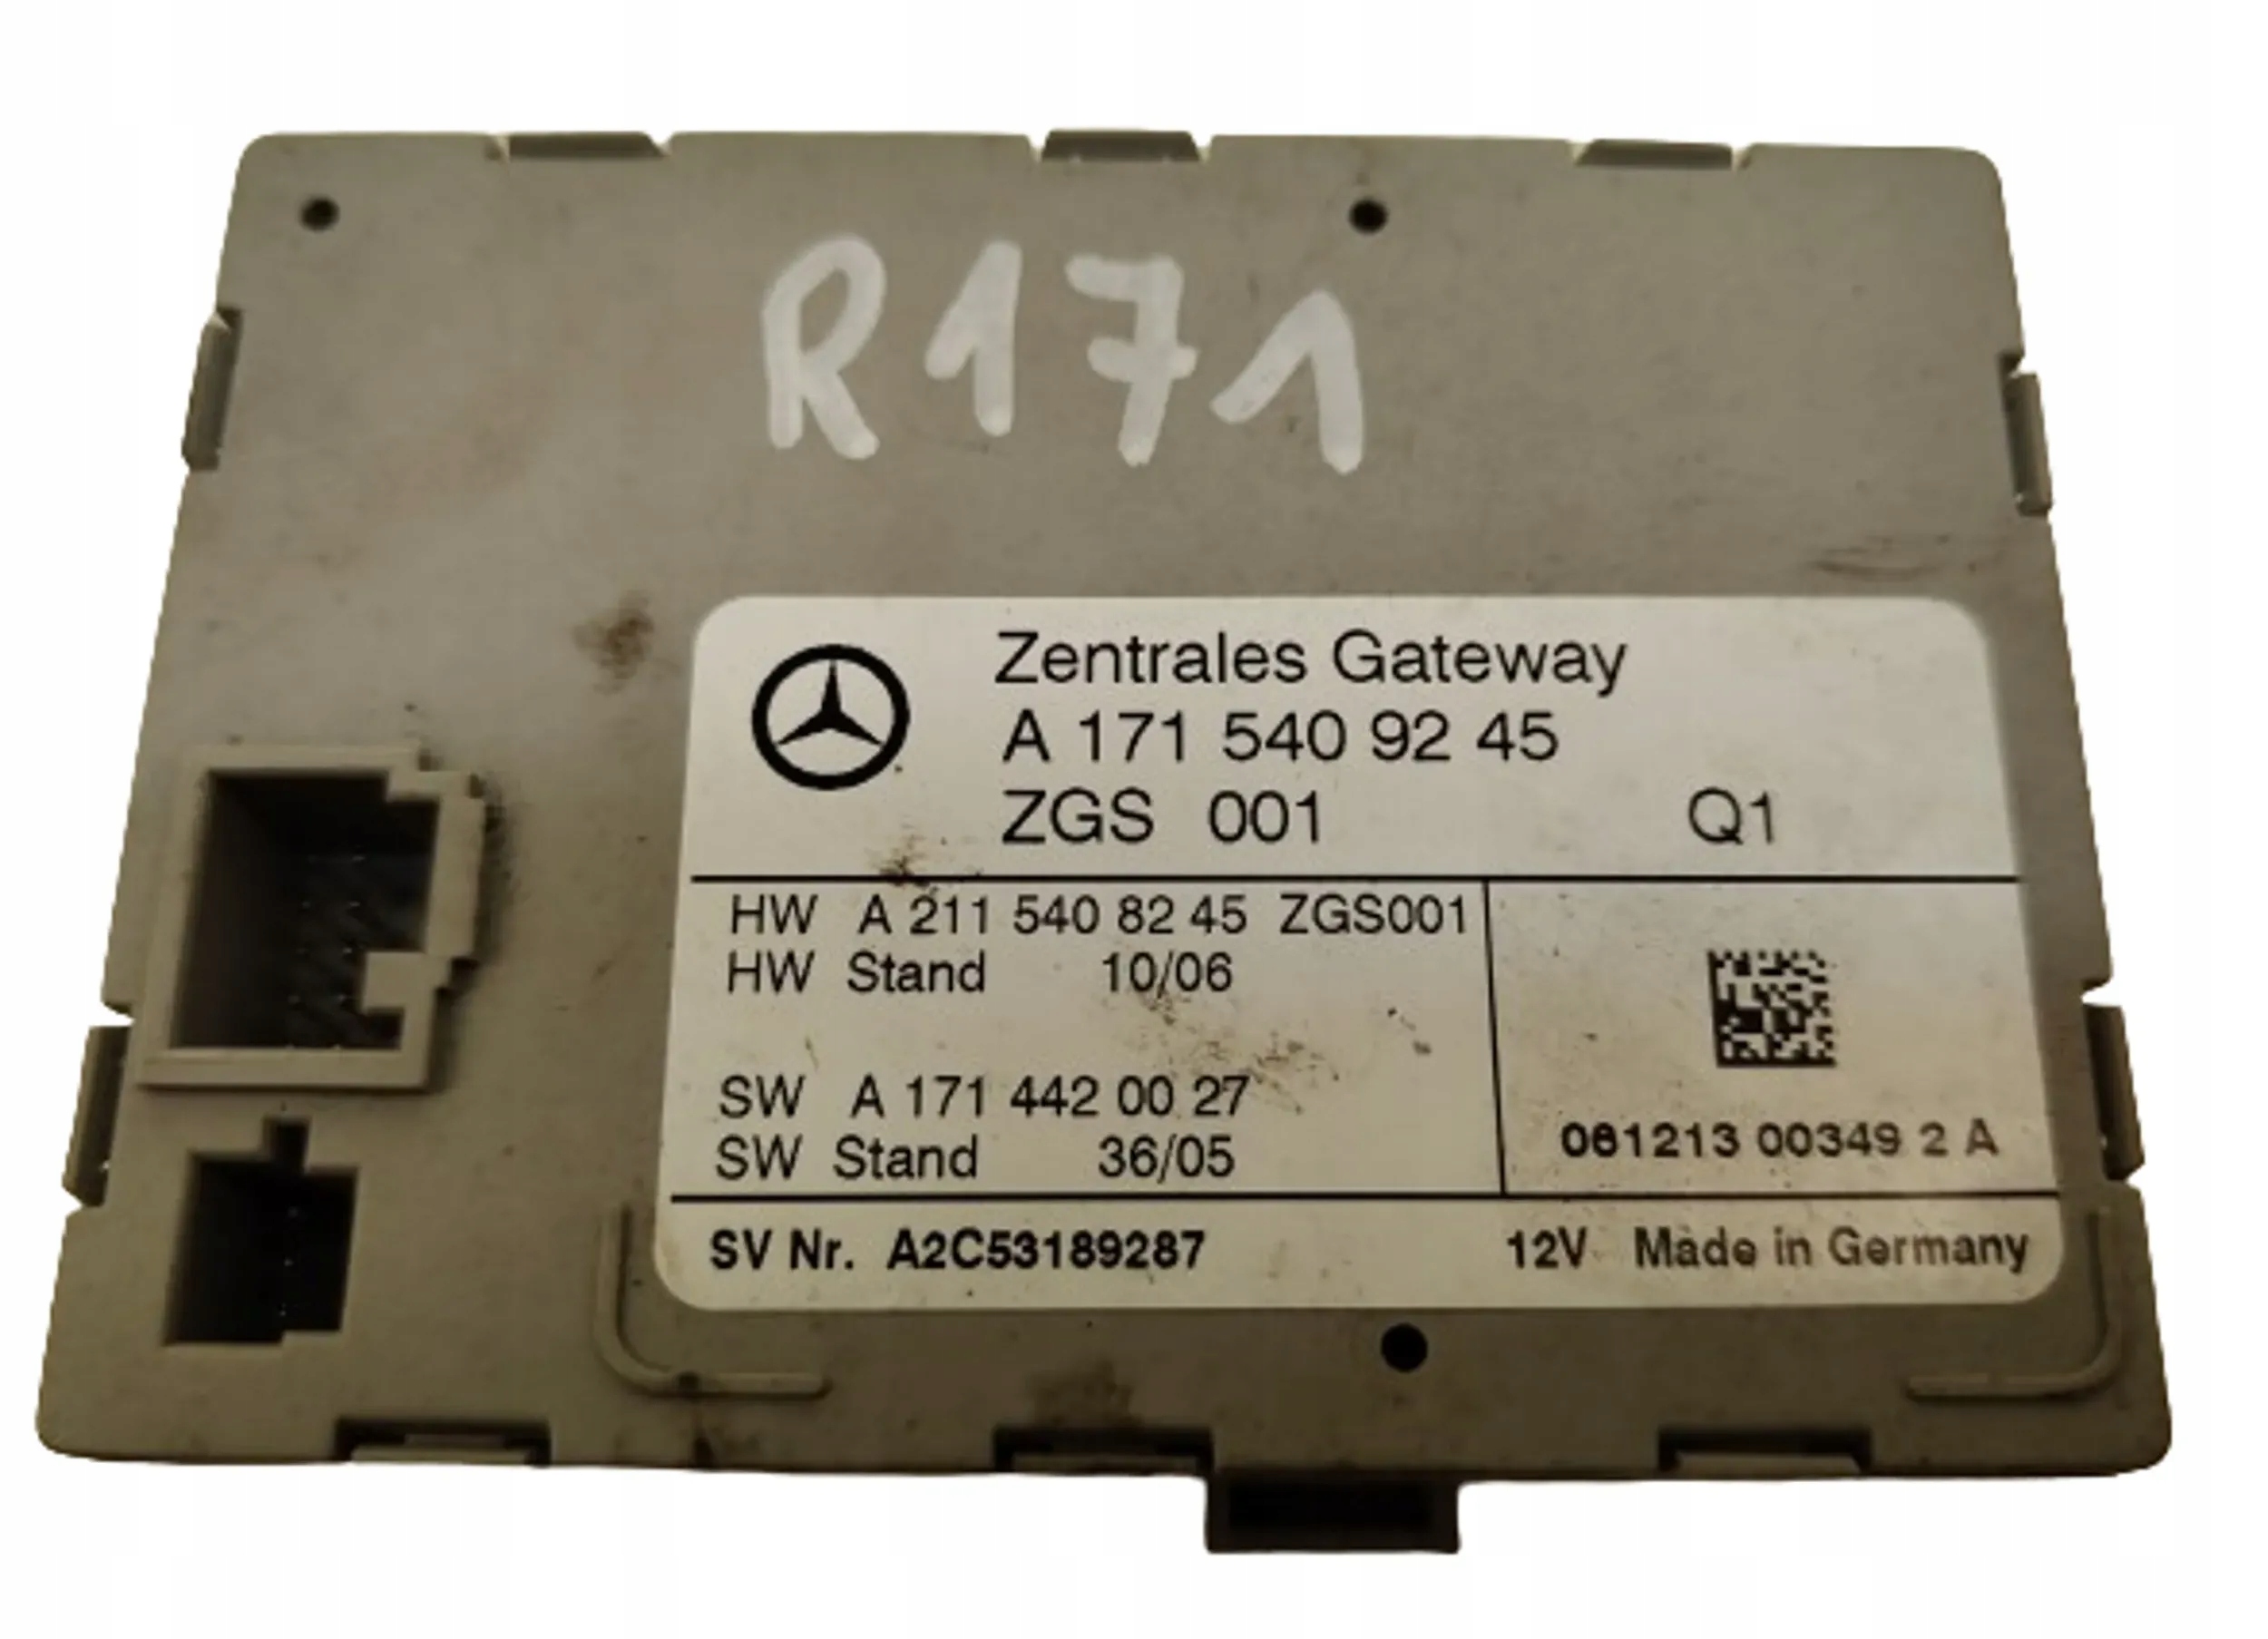 R171
Zentrales Gateway
A 171 540 92 45
ZGS 001 Q1
HW A 211 540 82 45 ZGS001
HW Stand 10/06
SW A 171 442 00 27
SW Stand 36/05
061213 00349 2 A
SV Nr. A2C53189287 12V Made in Germany